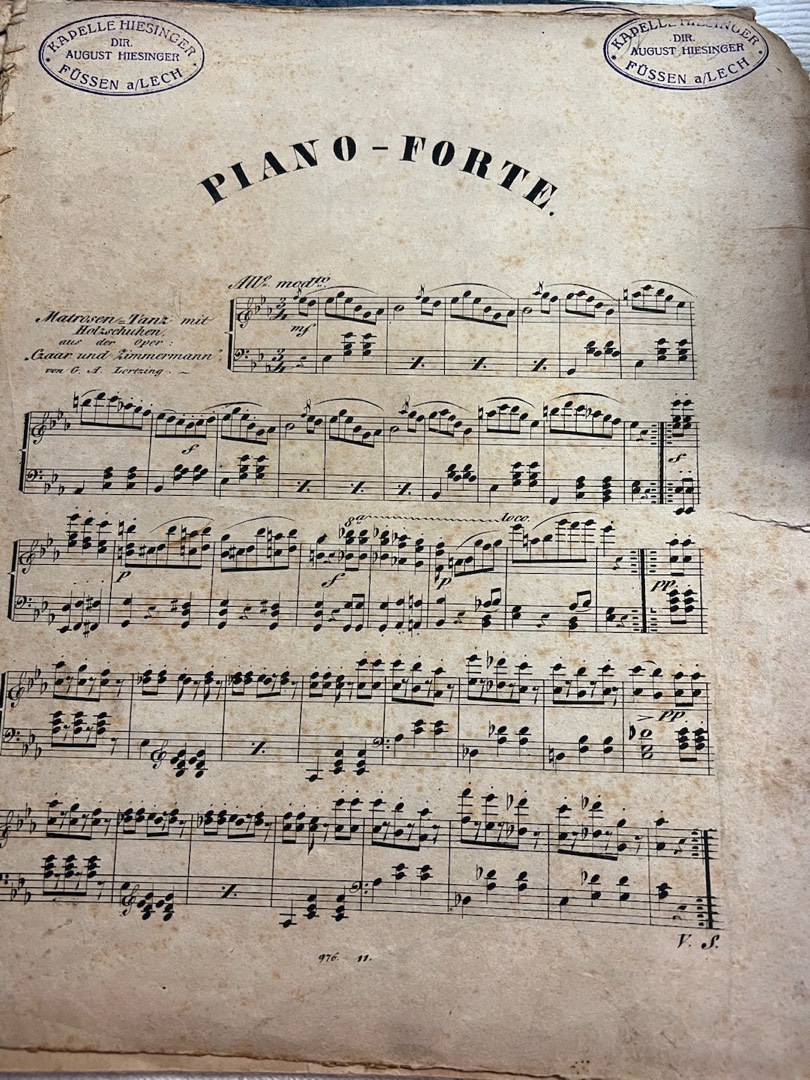 KAPELLE HIESINGER
DIR.
AUGUST HIESINGER
FÜSSEN a/LECH
KAPELLE HIESINGER
DIR.
AUGUST HIESINGER
FÜSSEN a/LECH
PIANO-FORTE.
All.º mod.to
Matrosen=Tanz mit
Holzschuhen.
aus der Oper:
„Czaar und Zimmermann"
von G. A. Lortzing.
mf
f
f
8va loco.
p
f
p
pp
pp
V. S.
976. 11.